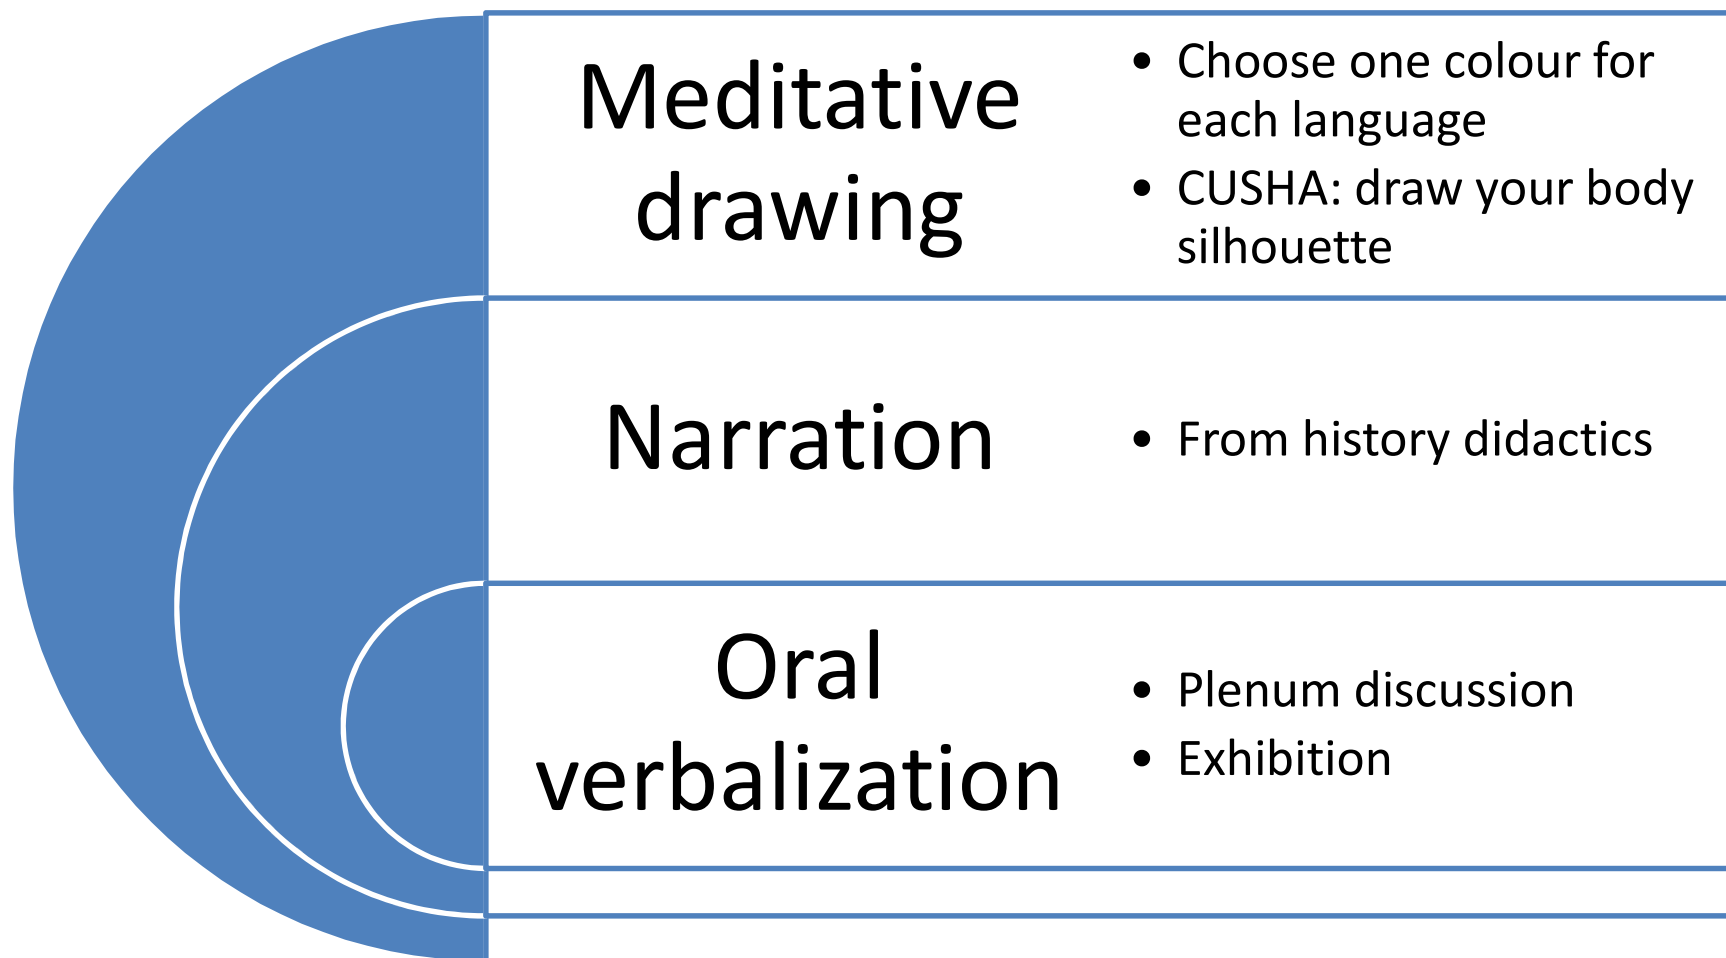 Meditative
drawing
• Choose one colour for
each language
• CUSHA: draw your body
silhouette
Narration
• From history didactics
Oral
verbalization
• Plenum discussion
• Exhibition